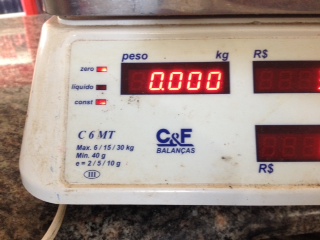 peso kg R$
zero
0.000
líquido
const
C 6 MT
Max. 6 / 15 / 30 kg
Min. 40 g
e = 2 / 5 / 10 g
III
C&F
BALANÇAS
R$